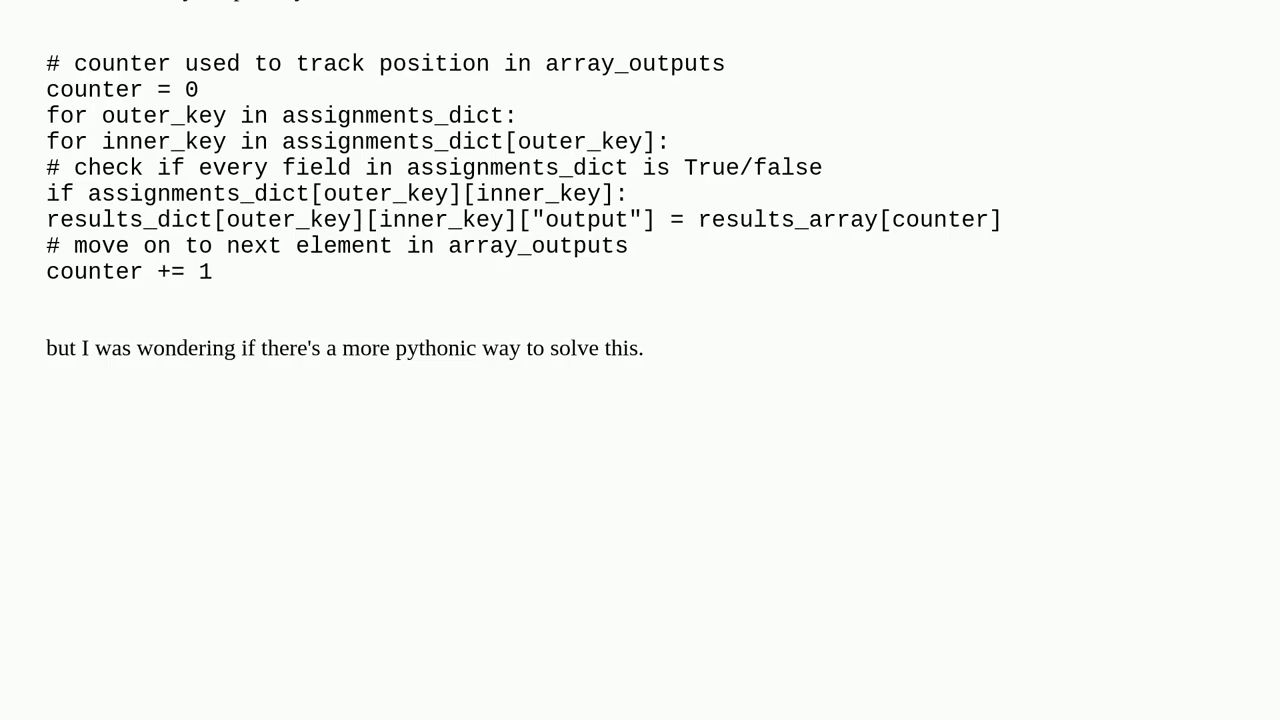 # counter used to track position in array_outputs
counter = 0
for outer_key in assignments_dict:
for inner_key in assignments_dict[outer_key]:
# check if every field in assignments_dict is True/false
if assignments_dict[outer_key][inner_key]:
results_dict[outer_key][inner_key]["output"] = results_array[counter]
# move on to next element in array_outputs
counter += 1
but I was wondering if there's a more pythonic way to solve this.